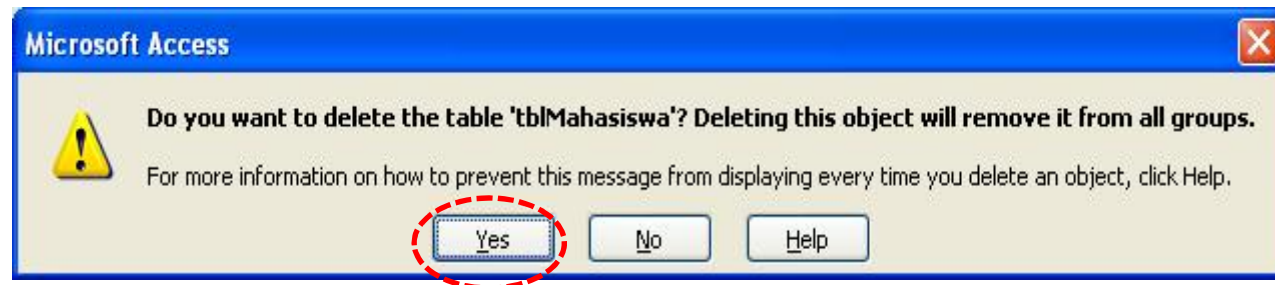 Microsoft Access
Do you want to delete the table 'tblMahasiswa'? Deleting this object will remove it from all groups.
For more information on how to prevent this message from displaying every time you delete an object, click Help.
Yes No Help